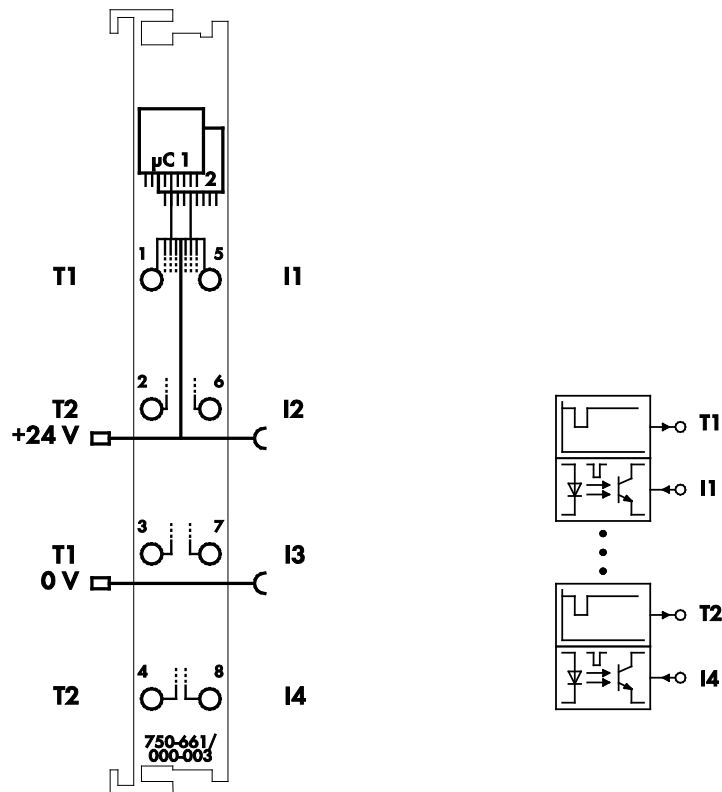 µC 1
2
1 5
T1 I1
2 6
T2 I2
+24 V
3 7
T1 I3
0 V
4 8
T2 I4
750-661/
000-003
T1
I1
T2
I4